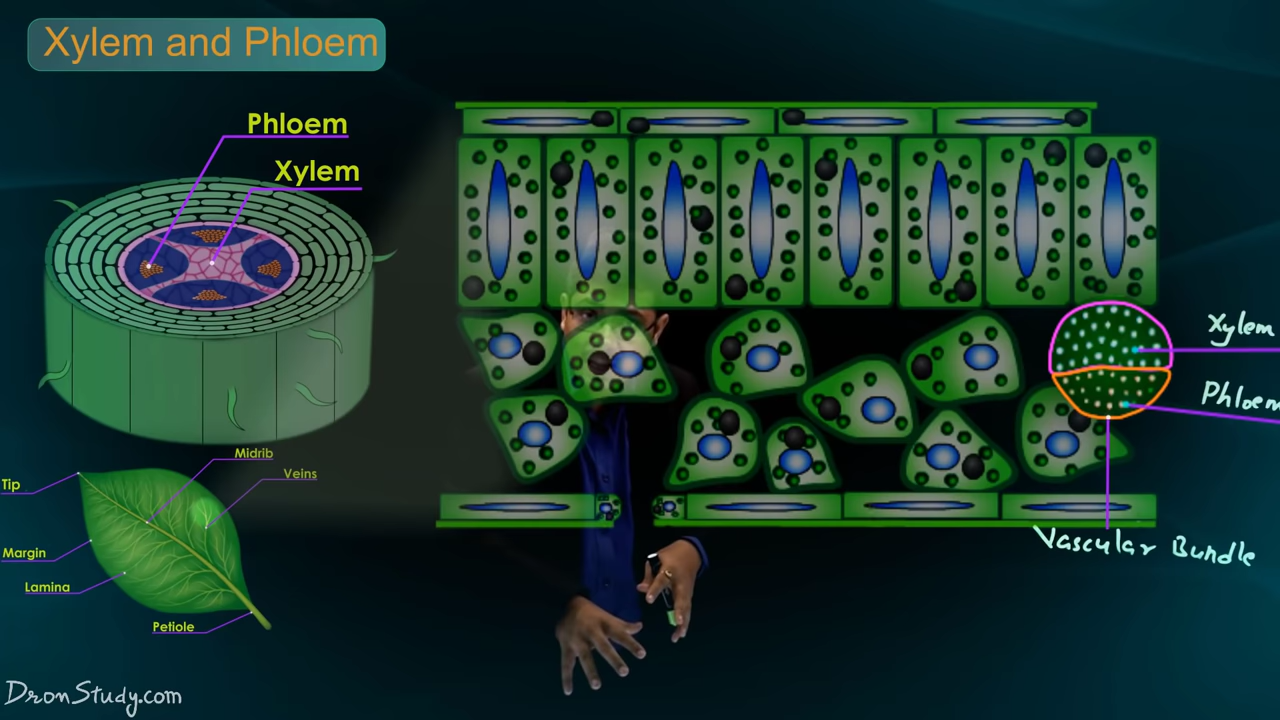 Xylem and Phloem
Phloem
Xylem
Xylem
Phloem
Midrib
Veins
Tip
Margin
Lamina
Petiole
Vascular Bundle
DronStudy.com